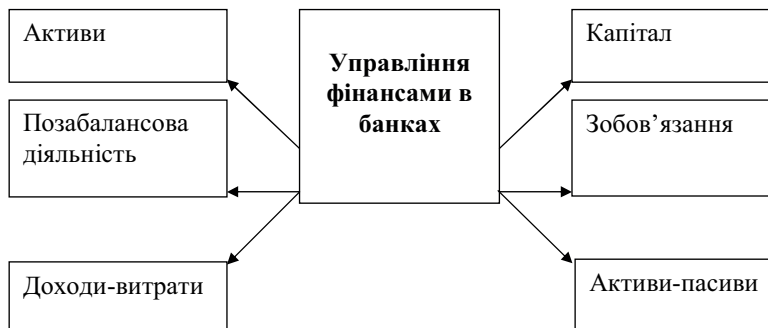 Активи
Позабалансова
діяльність
Доходи-витрати
Управління
фінансами в
банках
Капітал
Зобов’язання
Активи-пасиви